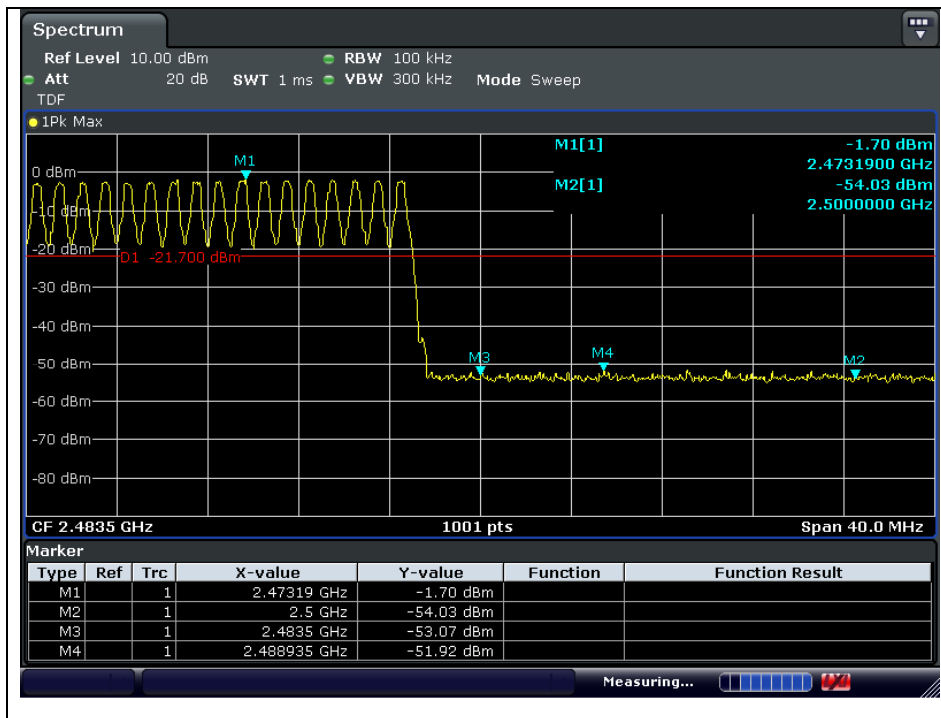 Spectrum
Ref Level 10.00 dBm RBW 100 kHz
Att 20 dB SWT 1 ms VBW 300 kHz Mode Sweep
TDF
1Pk Max
M1[1] -1.70 dBm
2.4731900 GHz
M2[1] -54.03 dBm
2.5000000 GHz
M1
0 dBm
-10 dBm
-20 dBm
D1 -21.700 dBm
-30 dBm
-40 dBm
-50 dBm
M3
M4
M2
-60 dBm
-70 dBm
-80 dBm
CF 2.4835 GHz 1001 pts Span 40.0 MHz
Marker
Type Ref Trc X-value Y-value Function Function Result
M1 1 2.47319 GHz -1.70 dBm
M2 1 2.5 GHz -54.03 dBm
M3 1 2.4835 GHz -53.07 dBm
M4 1 2.488935 GHz -51.92 dBm
Measuring...